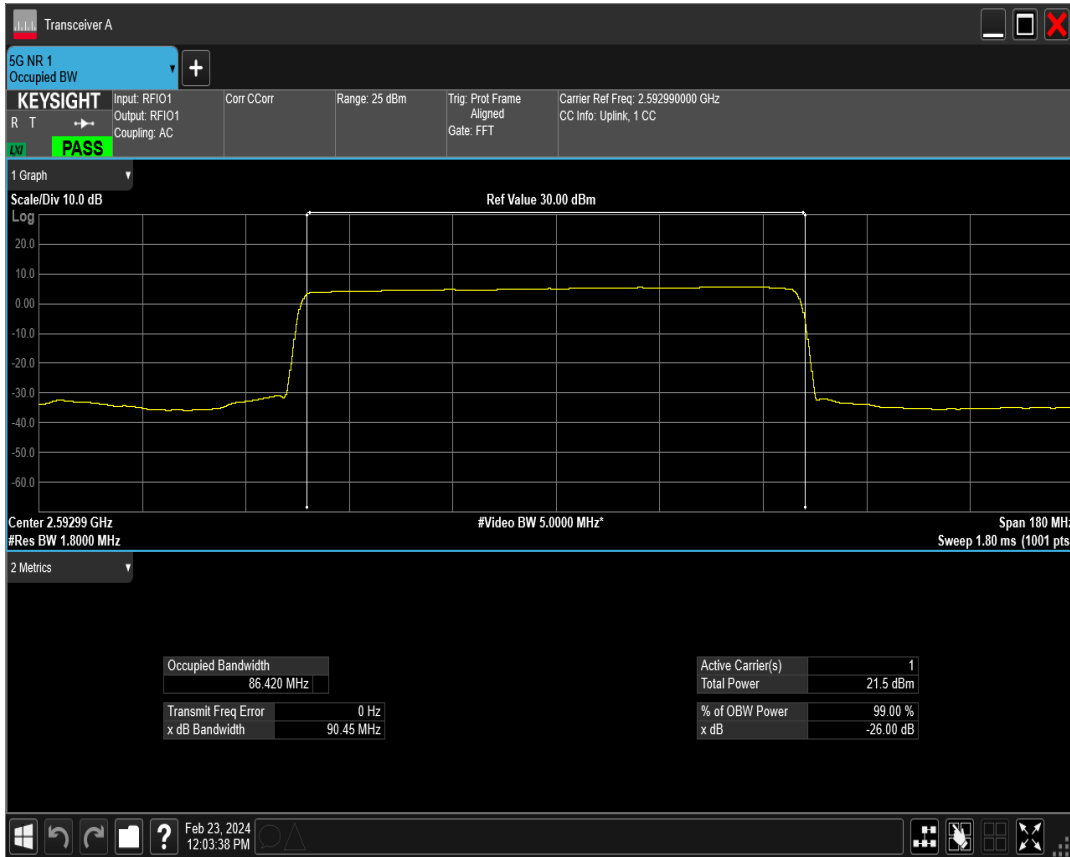 Transceiver A
5G NR 1
Occupied BW
KEYSIGHT
R T
LXI
PASS
Input: RFIO1
Output: RFIO1
Coupling: AC
Corr CCorr
Range: 25 dBm
Trig: Prot Frame
Aligned
Gate: FFT
Carrier Ref Freq: 2.592990000 GHz
CC Info: Uplink, 1 CC
1 Graph
Scale/Div 10.0 dB
Ref Value 30.00 dBm
Log
20.0
10.0
0.00
-10.0
-20.0
-30.0
-40.0
-50.0
-60.0
Center 2.59299 GHz
#Video BW 5.0000 MHz*
Span 180 MHz
#Res BW 1.8000 MHz
Sweep 1.80 ms (1001 pts
2 Metrics
Occupied Bandwidth
86.420 MHz
Transmit Freq Error 0 Hz
x dB Bandwidth 90.45 MHz
Active Carrier(s) 1
Total Power 21.5 dBm
% of OBW Power 99.00 %
x dB -26.00 dB
?
Feb 23, 2024
12:03:38 PM